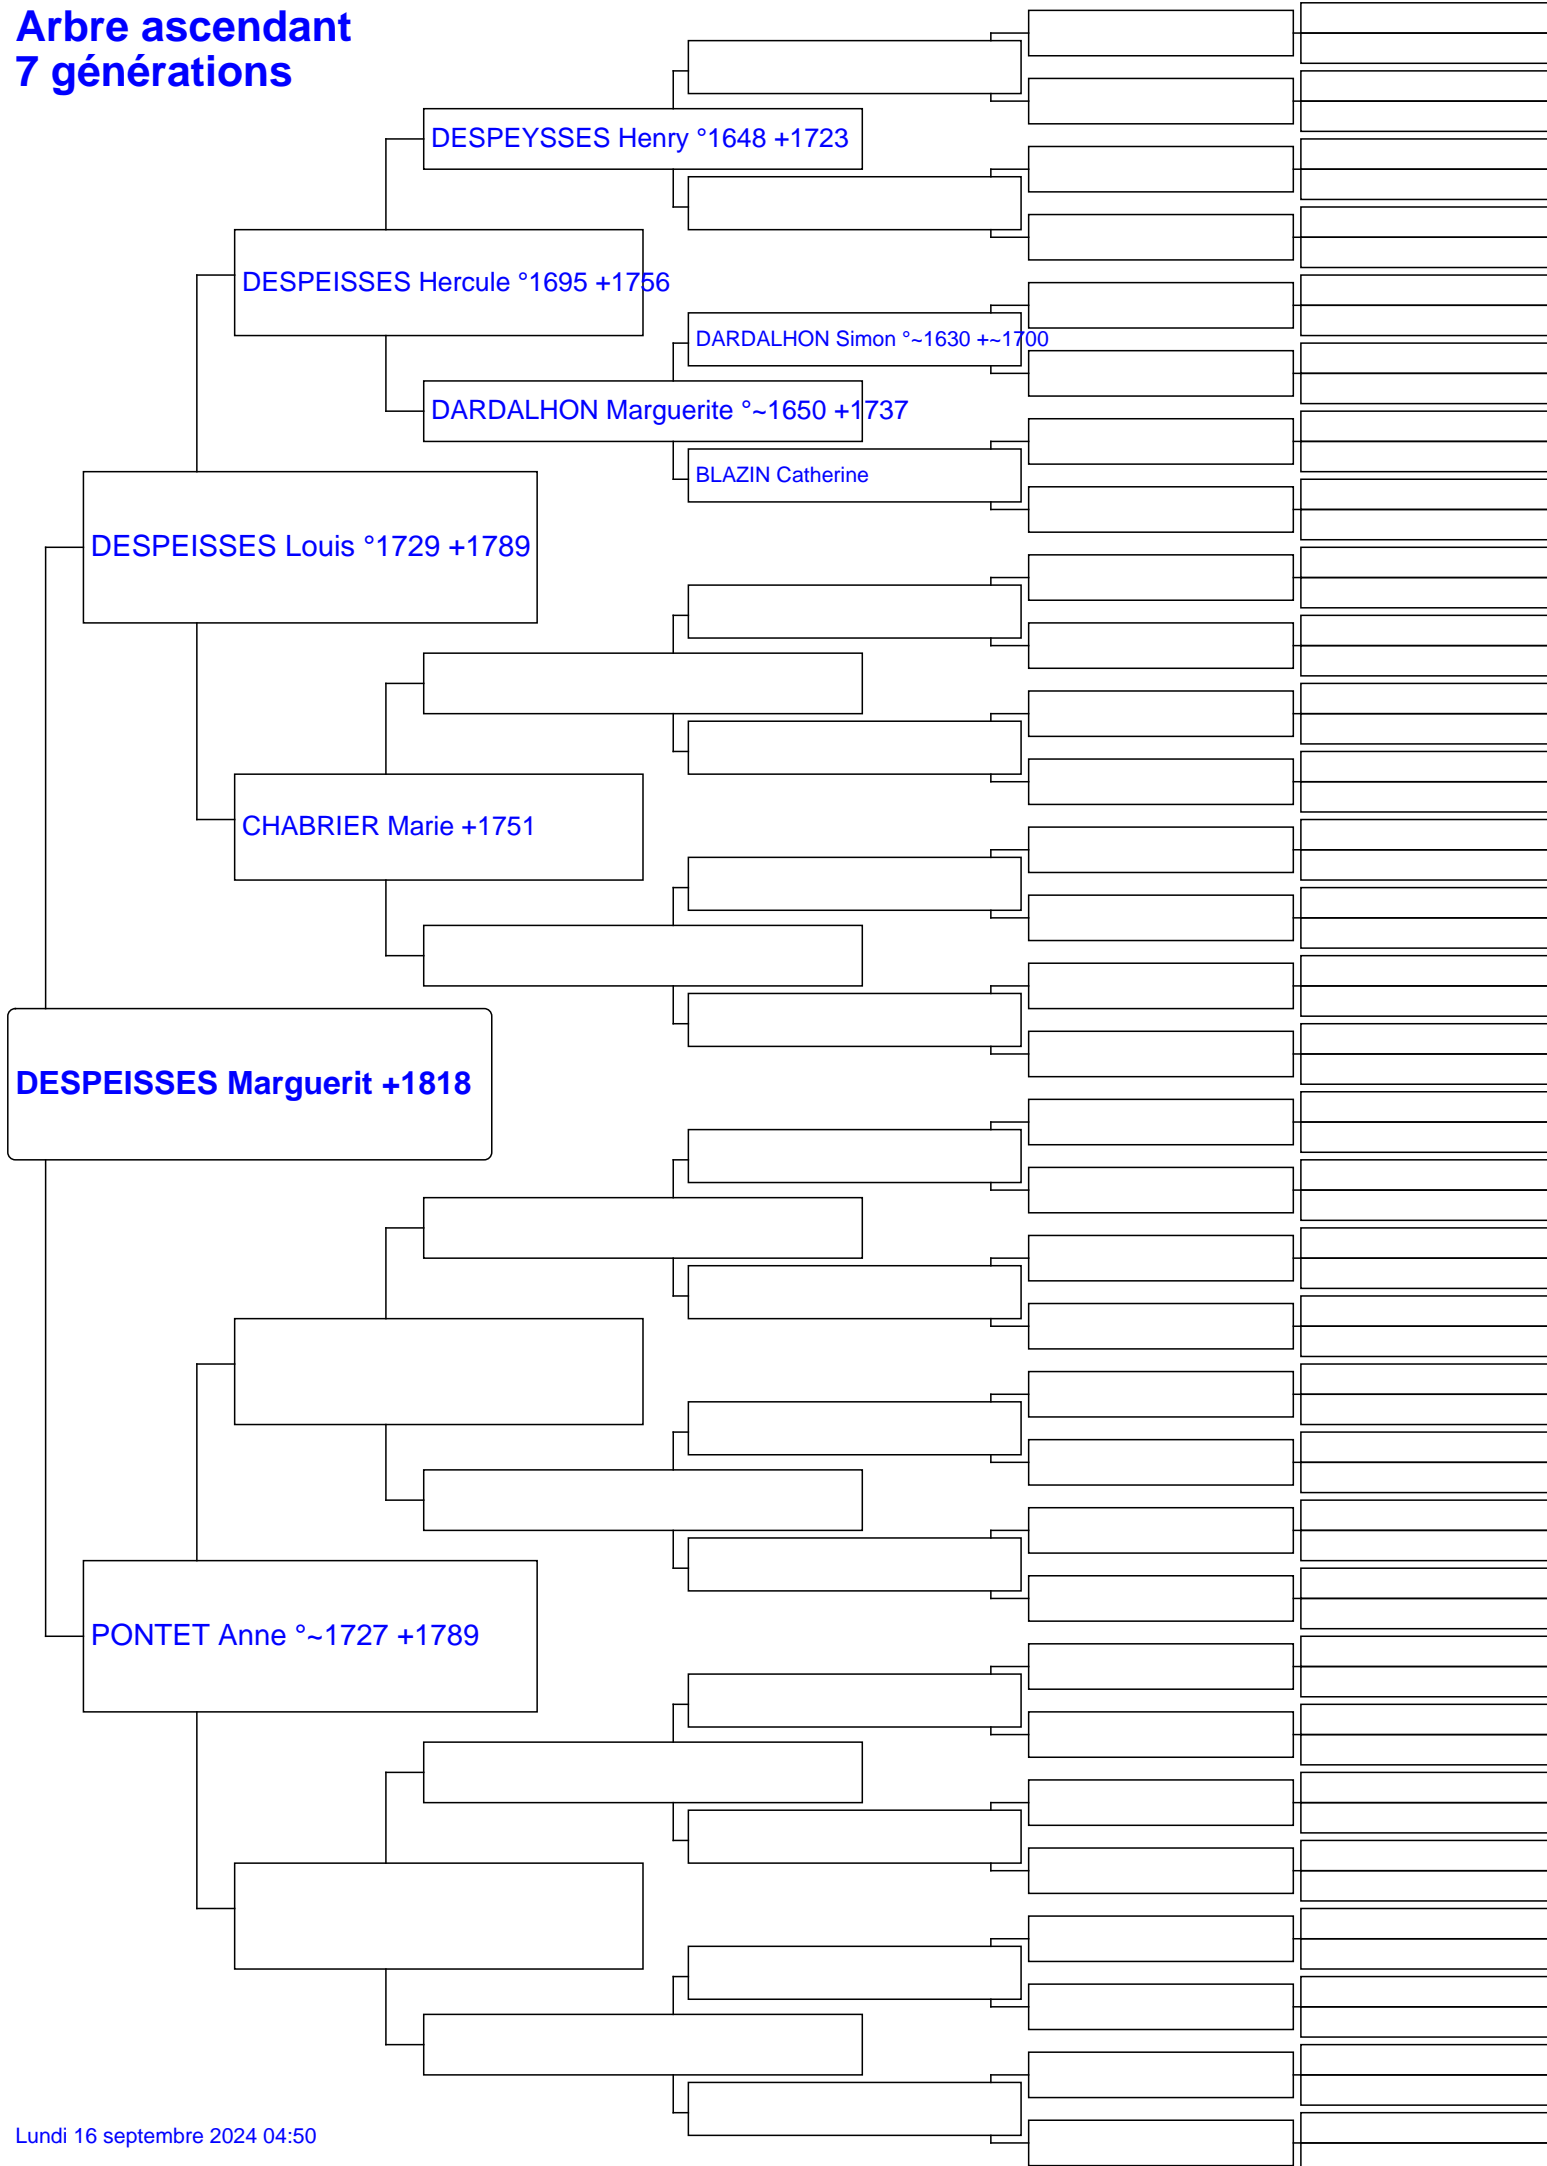 Arbre ascendant
7 générations
DESPEYSSES Henry °1648 +1723
DESPEISSES Hercule °1695 +1756
DARDALHON Simon °~1630 +~1700
DARDALHON Marguerite °~1650 +1737
BLAZIN Catherine
DESPEISSES Louis °1729 +1789
CHABRIER Marie +1751
DESPEISSES Marguerit +1818
PONTET Anne °~1727 +1789
Lundi 16 septembre 2024 04:50